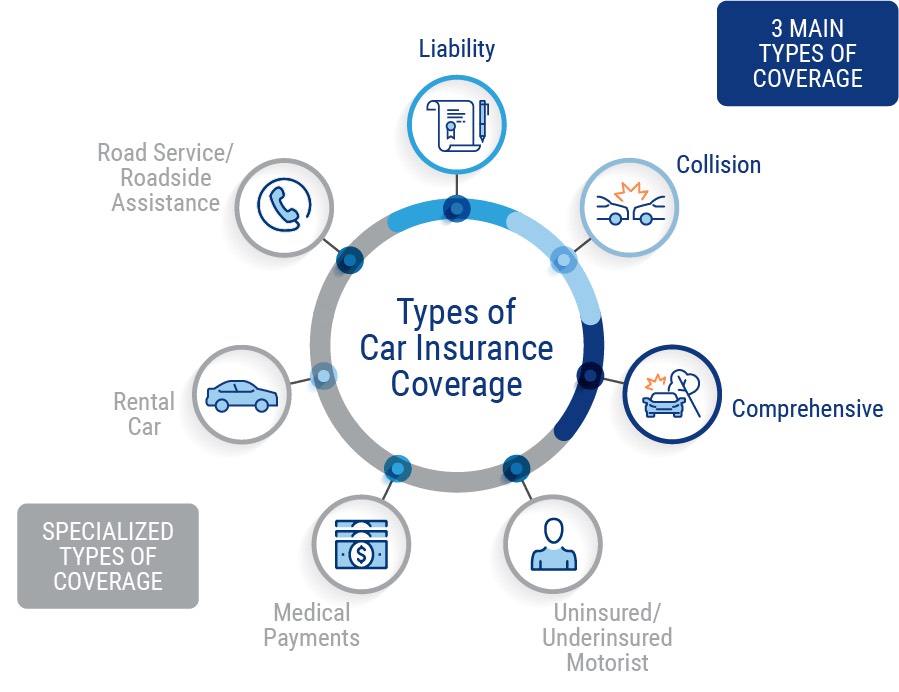 3 MAIN
TYPES OF
COVERAGE
Liability
Collision
Road Service/
Roadside
Assistance
Types of
Car Insurance
Coverage
Rental
Car
Comprehensive
$
SPECIALIZED
TYPES OF
COVERAGE
Medical
Payments
Uninsured/
Underinsured
Motorist